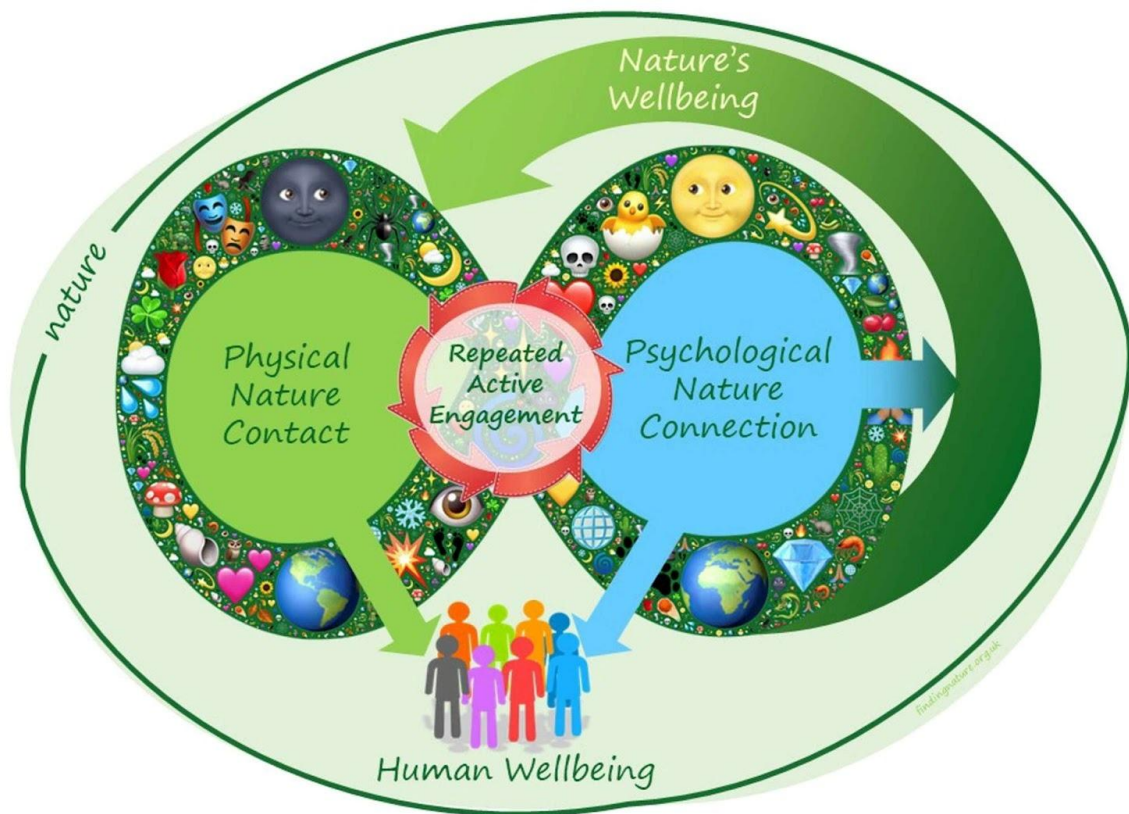 Nature's
Wellbeing
nature
Physical
Nature
Contact
Repeated
Active
Engagement
Psychological
Nature
Connection
findingnature.org.uk
Human Wellbeing